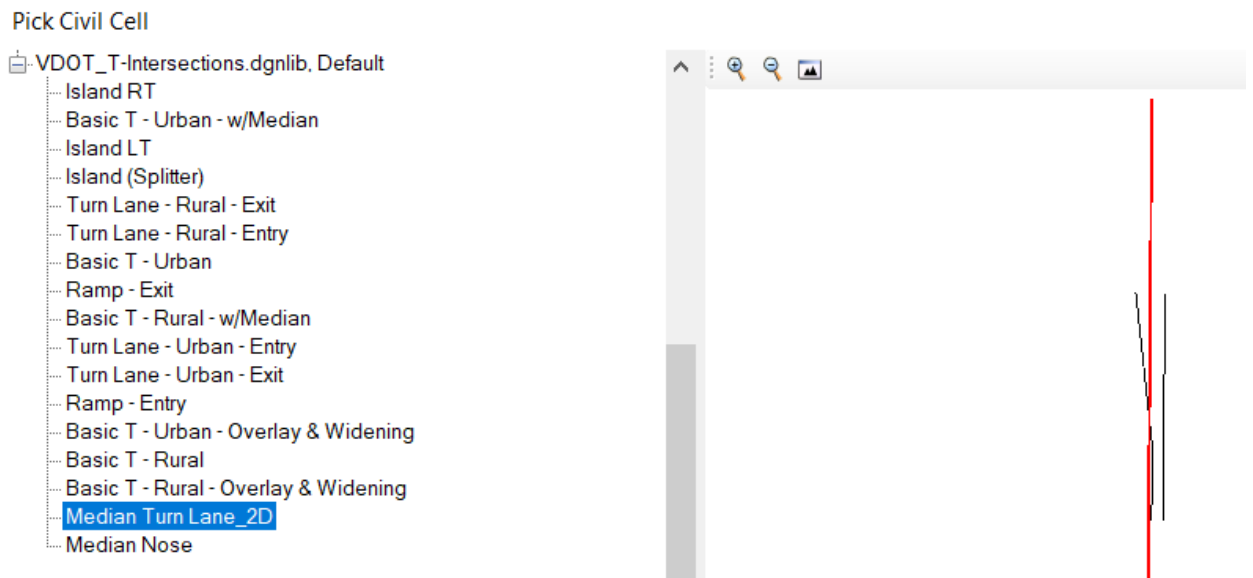 Pick Civil Cell
VDOT_T-Intersections.dgnlib, Default
Island RT
Basic T - Urban - w/Median
Island LT
Island (Splitter)
Turn Lane - Rural - Exit
Turn Lane - Rural - Entry
Basic T - Urban
Ramp - Exit
Basic T - Rural - w/Median
Turn Lane - Urban - Entry
Turn Lane - Urban - Exit
Ramp - Entry
Basic T - Urban - Overlay & Widening
Basic T - Rural
Basic T - Rural - Overlay & Widening
Median Turn Lane_2D
Median Nose